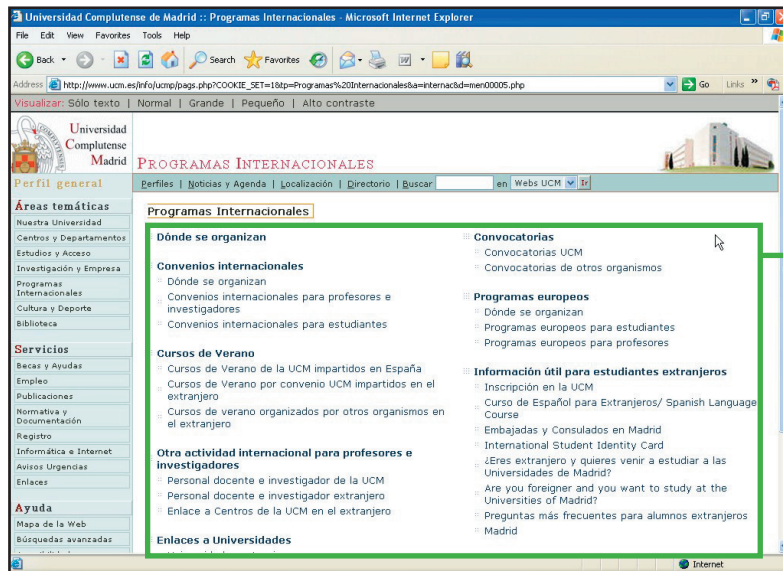 Universidad Complutense de Madrid :: Programas Internacionales - Microsoft Internet Explorer
File Edit View Favorites Tools Help
Back Search Favorites
Address http://www.ucm.es/info/ucmp/pags.php?COOKIE_SET=1&tp=Programas%20Internacionales&a=internac&d=men00005.php Go Links »
Visualizar: Sólo texto | Normal | Grande | Pequeño | Alto contraste
Universidad
Complutense
Madrid
PROGRAMAS INTERNACIONALES
Perfil general
Perfiles | Noticias y Agenda | Localización | Directorio | Buscar en Webs UCM Ir
Áreas temáticas
Nuestra Universidad
Centros y Departamentos
Estudios y Acceso
Investigación y Empresa
Programas
Internacionales
Cultura y Deporte
Biblioteca
Servicios
Becas y Ayudas
Empleo
Publicaciones
Normativa y
Documentación
Registro
Informática e Internet
Avisos Urgencias
Enlaces
Ayuda
Mapa de la Web
Búsquedas avanzadas
Programas Internacionales
Dónde se organizan
Convenios internacionales
Dónde se organizan
Convenios internacionales para profesores e
investigadores
Convenios internacionales para estudiantes
Cursos de Verano
Cursos de Verano de la UCM impartidos en España
Cursos de Verano por convenio UCM impartidos en el
extranjero
Cursos de verano organizados por otros organismos en
el extranjero
Otra actividad internacional para profesores e
investigadores
Personal docente e investigador de la UCM
Personal docente e investigador extranjero
Enlace a Centros de la UCM en el extranjero
Enlaces a Universidades
Convocatorias
Convocatorias UCM
Convocatorias de otros organismos
Programas europeos
Dónde se organizan
Programas europeos para estudiantes
Programas europeos para profesores
Información útil para estudiantes extranjeros
Inscripción en la UCM
Curso de Español para Extranjeros/ Spanish Language
Course
Embajadas y Consulados en Madrid
International Student Identity Card
¿Eres extranjero y quieres venir a estudiar a las
Universidades de Madrid?
Are you foreigner and you want to study at the
Universities of Madrid?
Preguntas más frecuentes para alumnos extranjeros
Madrid
Internet